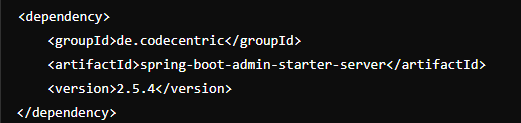 <dependency>
<groupId>de.codecentric</groupId>
<artifactId>spring-boot-admin-starter-server</artifactId>
<version>2.5.4</version>
</dependency>